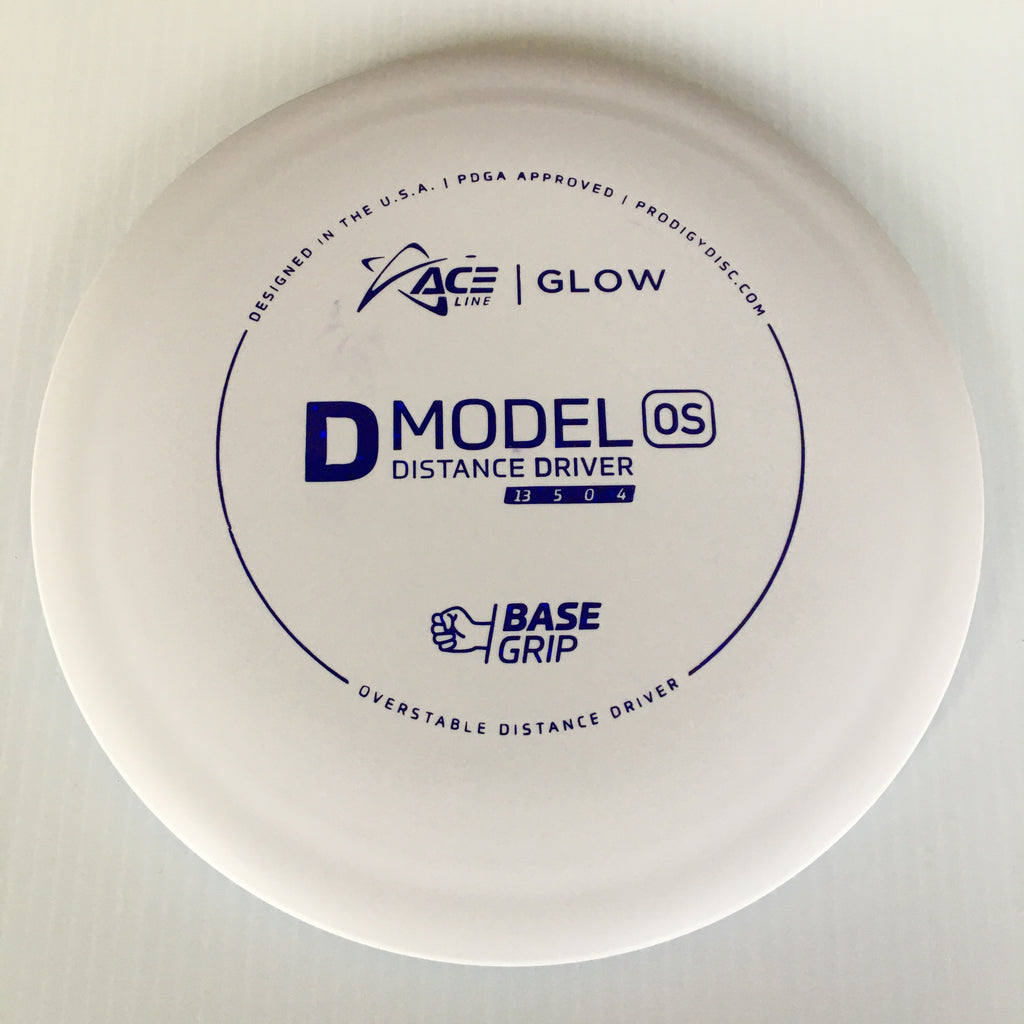 DESIGNED IN THE U.S.A. | PDGA APPROVED | PRODIGYDISC.COM
ACE LINE | GLOW
D MODEL OS
DISTANCE DRIVER
13 5 0 4
BASE
GRIP
OVERSTABLE DISTANCE DRIVER